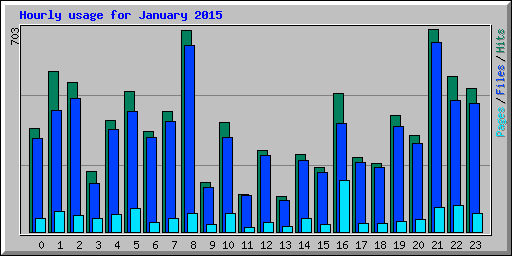 Hourly usage for January 2015
703
Pages/Files/Hits
0 1 2 3 4 5 6 7 8 9 10 11 12 13 14 15 16 17 18 19 20 21 22 23